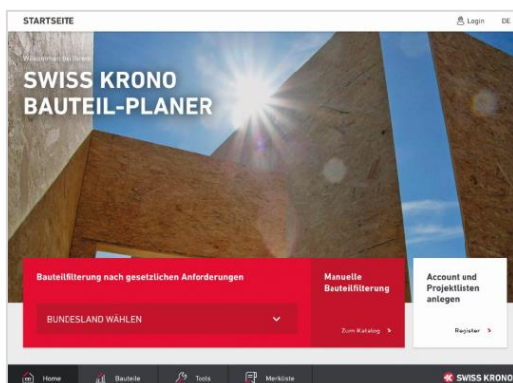 STARTSEITE
Login DE
Willkommen bei Ihrem
SWISS KRONO
BAUTEIL-PLANER
Bauteilfilterung nach gesetzlichen Anforderungen
BUNDESLAND WÄHLEN
Manuelle
Bauteilfilterung
Zum Katalog
Account und
Projektlisten
anlegen
Register
Home Bauteile Tools Merkliste SWISS KRONO